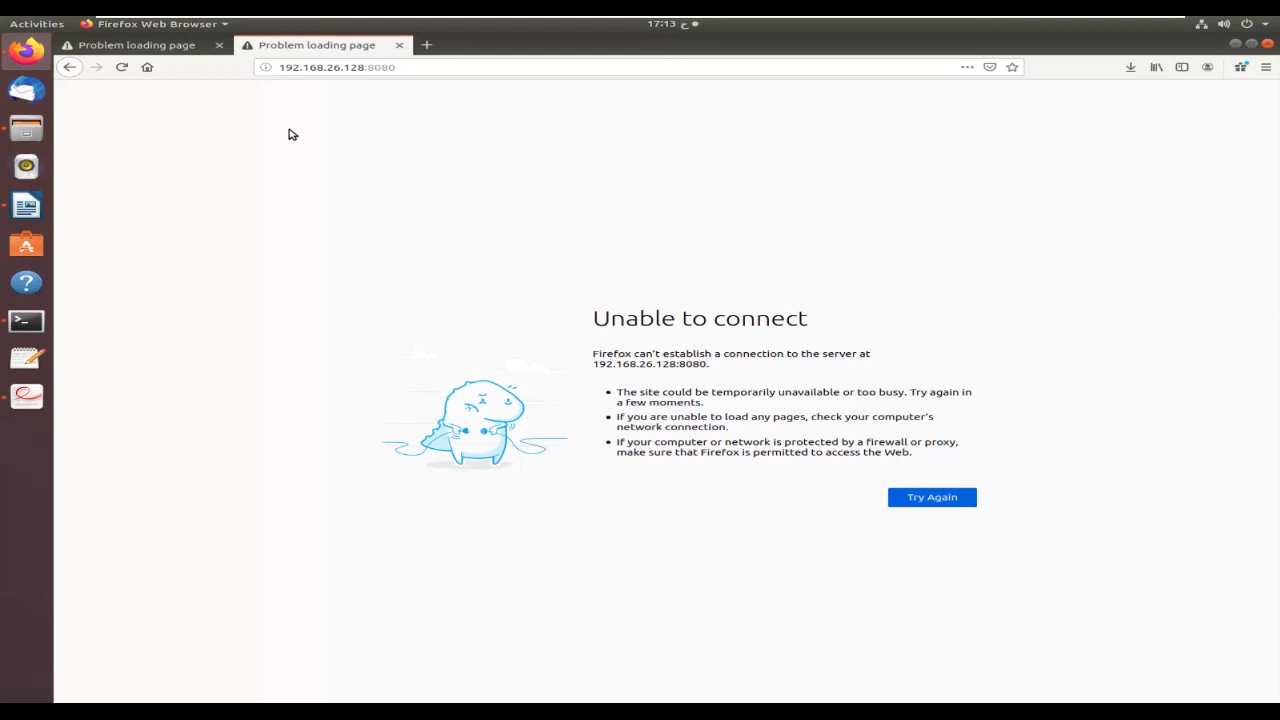 Activities
Firefox Web Browser
17:13 ح
Problem loading page
Problem loading page
192.168.26.128:8080
Unable to connect
Firefox can't establish a connection to the server at
192.168.26.128:8080.
The site could be temporarily unavailable or too busy. Try again in
a few moments.
If you are unable to load any pages, check your computer's
network connection.
If your computer or network is protected by a firewall or proxy,
make sure that Firefox is permitted to access the Web.
Try Again